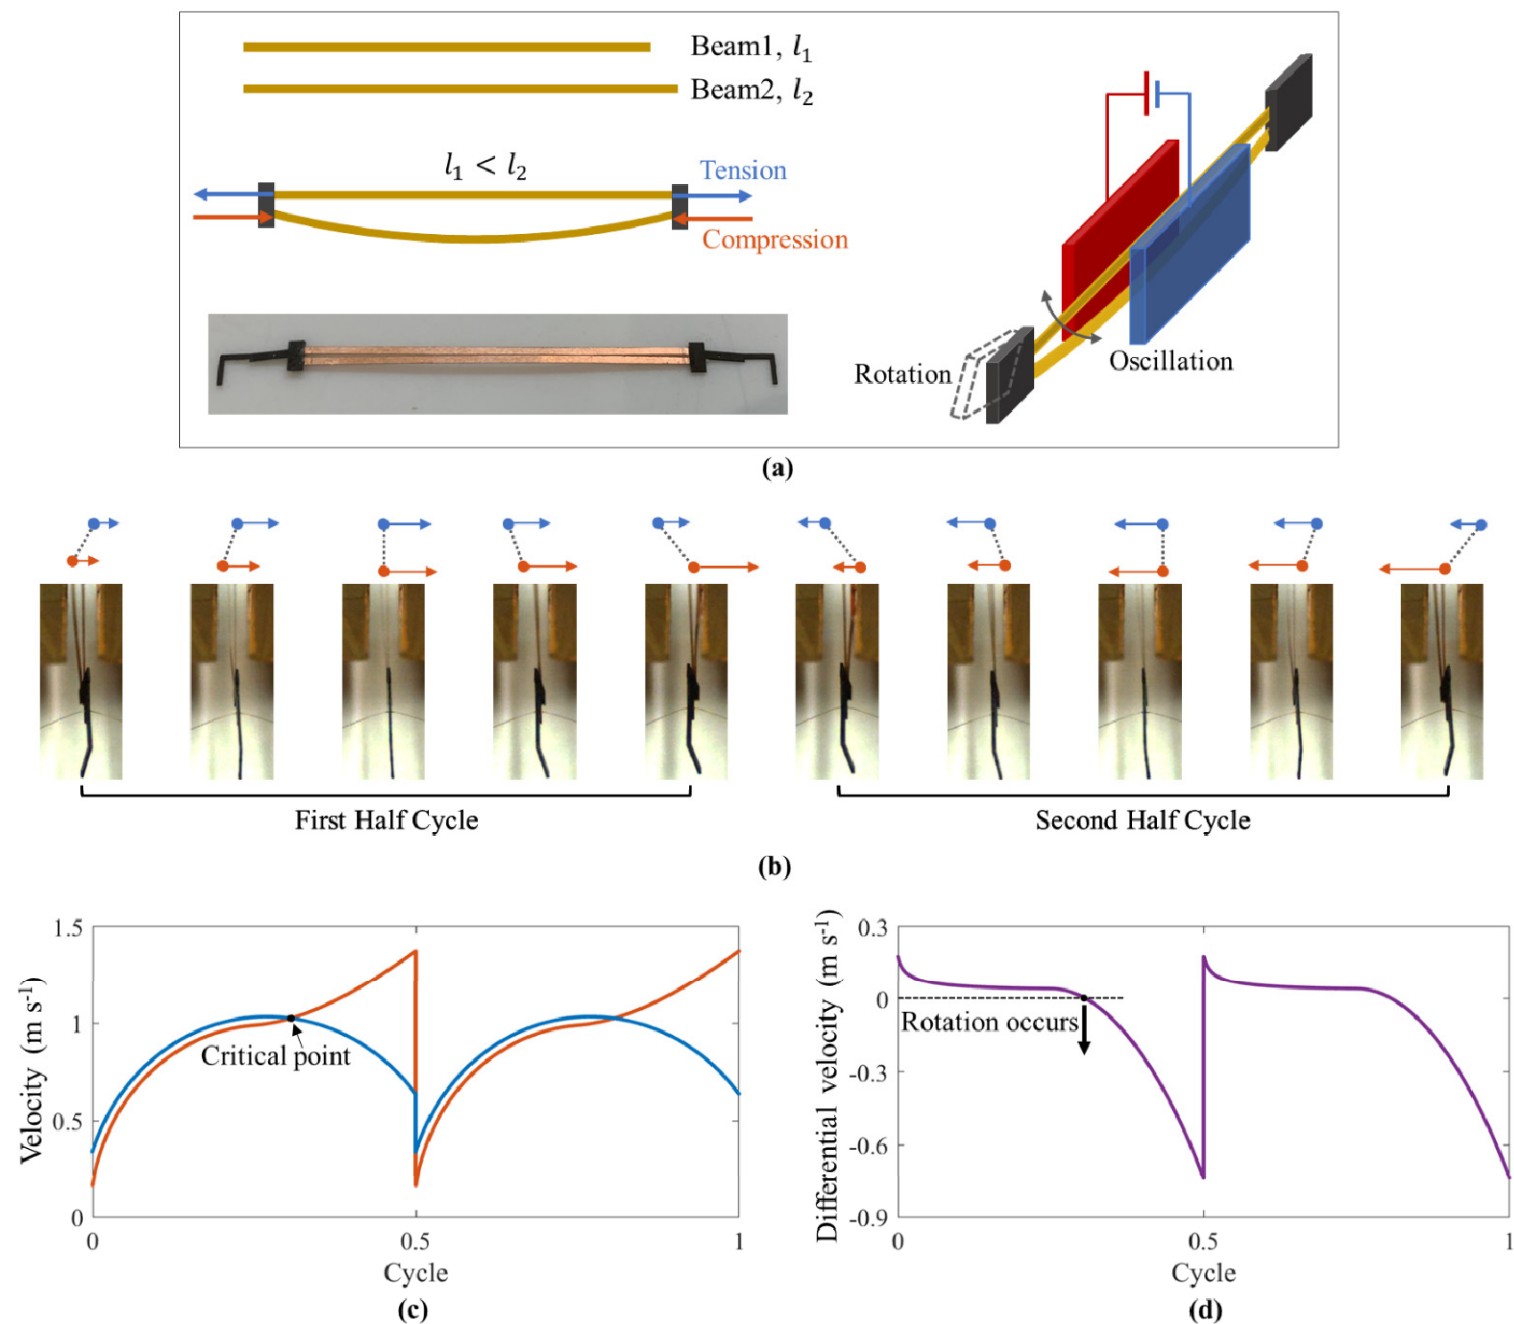 Beam1, l₁
Beam2, l₂
l₁ < l₂
Tension
Compression
Rotation
Oscillation
(a)
First Half Cycle
Second Half Cycle
(b)
Velocity (m s⁻¹)
1.5
1
0.5
0
Critical point
0
0.5
1
Cycle
(c)
Differential velocity (m s⁻¹)
0.3
0
-0.3
-0.6
-0.9
Rotation occurs
0
0.5
1
Cycle
(d)